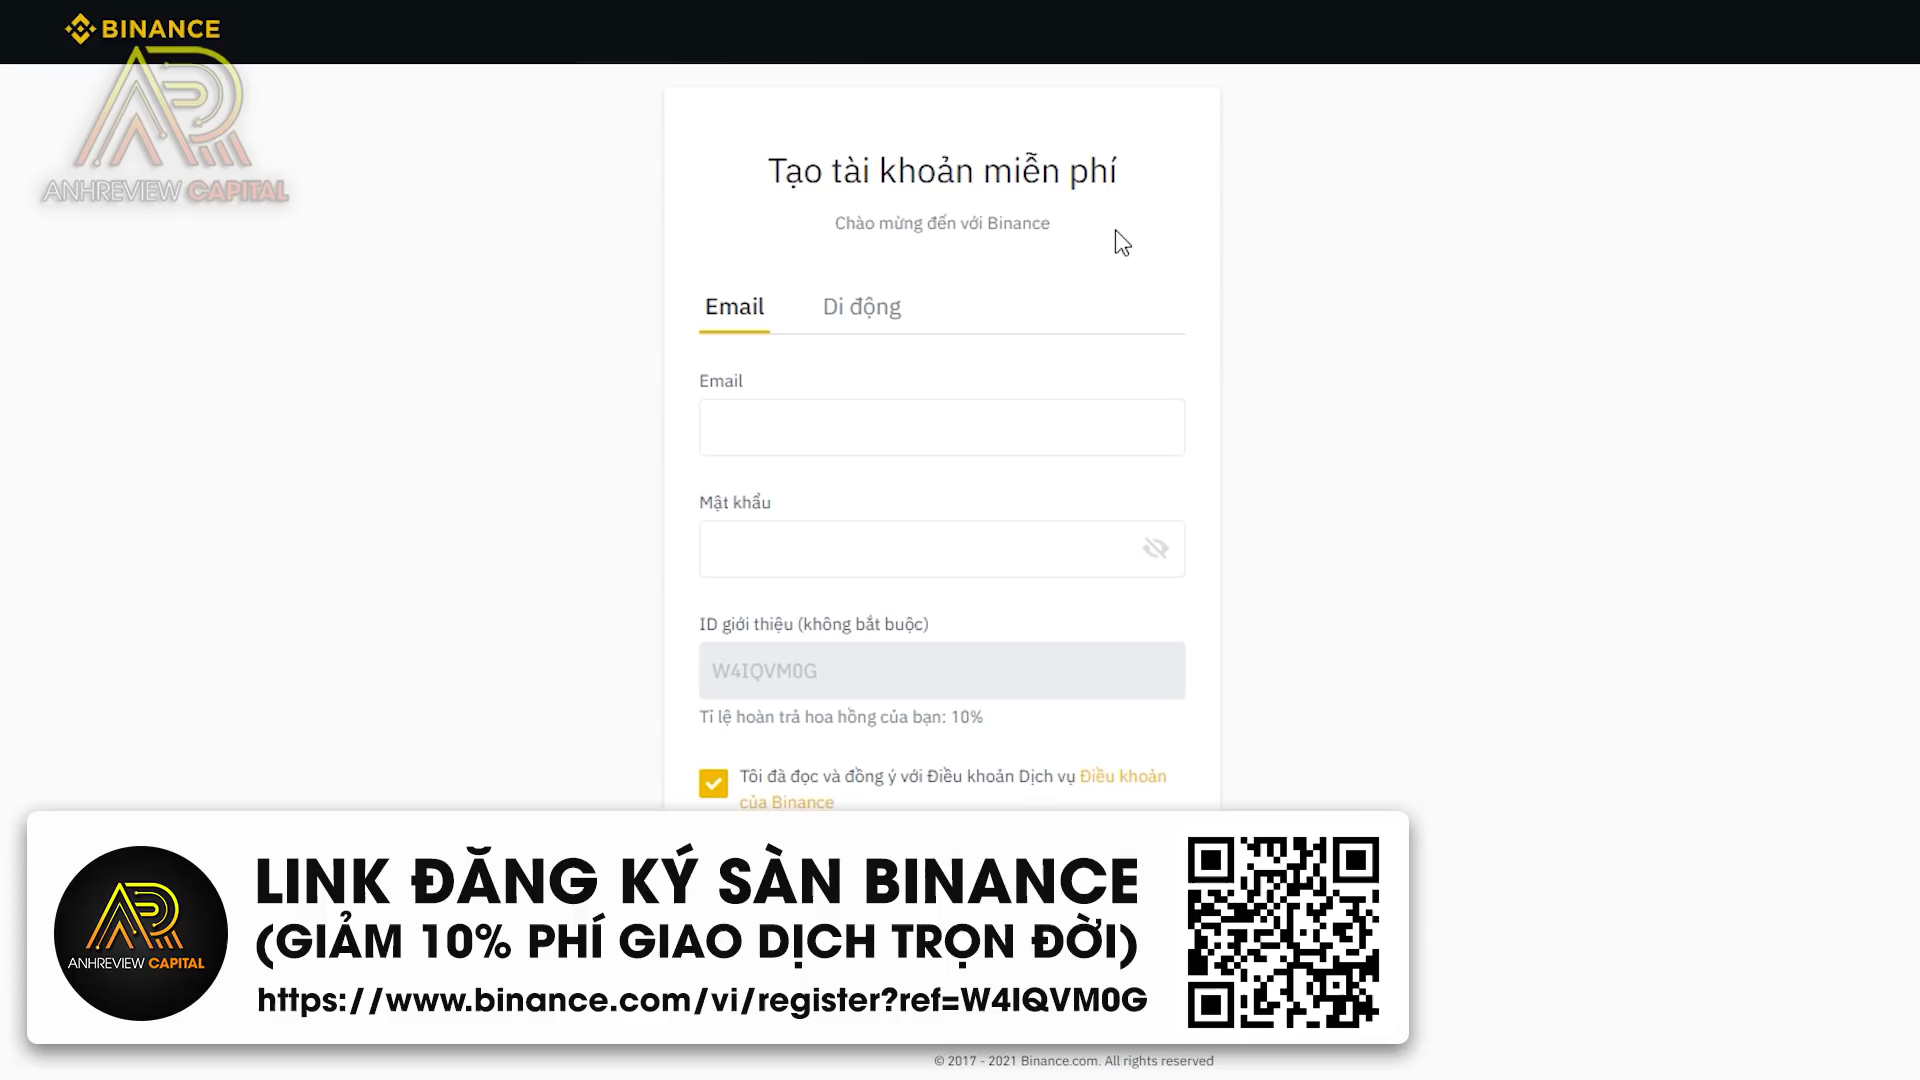 BINANCE
ANHREVIEW CAPITAL
Tạo tài khoản miễn phí
Chào mừng đến với Binance
Email
Di động
Email
Mật khẩu
ID giới thiệu (không bắt buộc)
W4IQVM0G
Tỉ lệ hoàn trả hoa hồng của bạn: 10%
Tôi đã đọc và đồng ý với Điều khoản Dịch vụ Điều khoản
của Binance
ANHREVIEW CAPITAL
LINK ĐĂNG KÝ SÀN BINANCE
(GIẢM 10% PHÍ GIAO DỊCH TRỌN ĐỜI)
https://www.binance.com/vi/register?ref=W4IQVM0G
© 2017 - 2021 Binance.com. All rights reserved